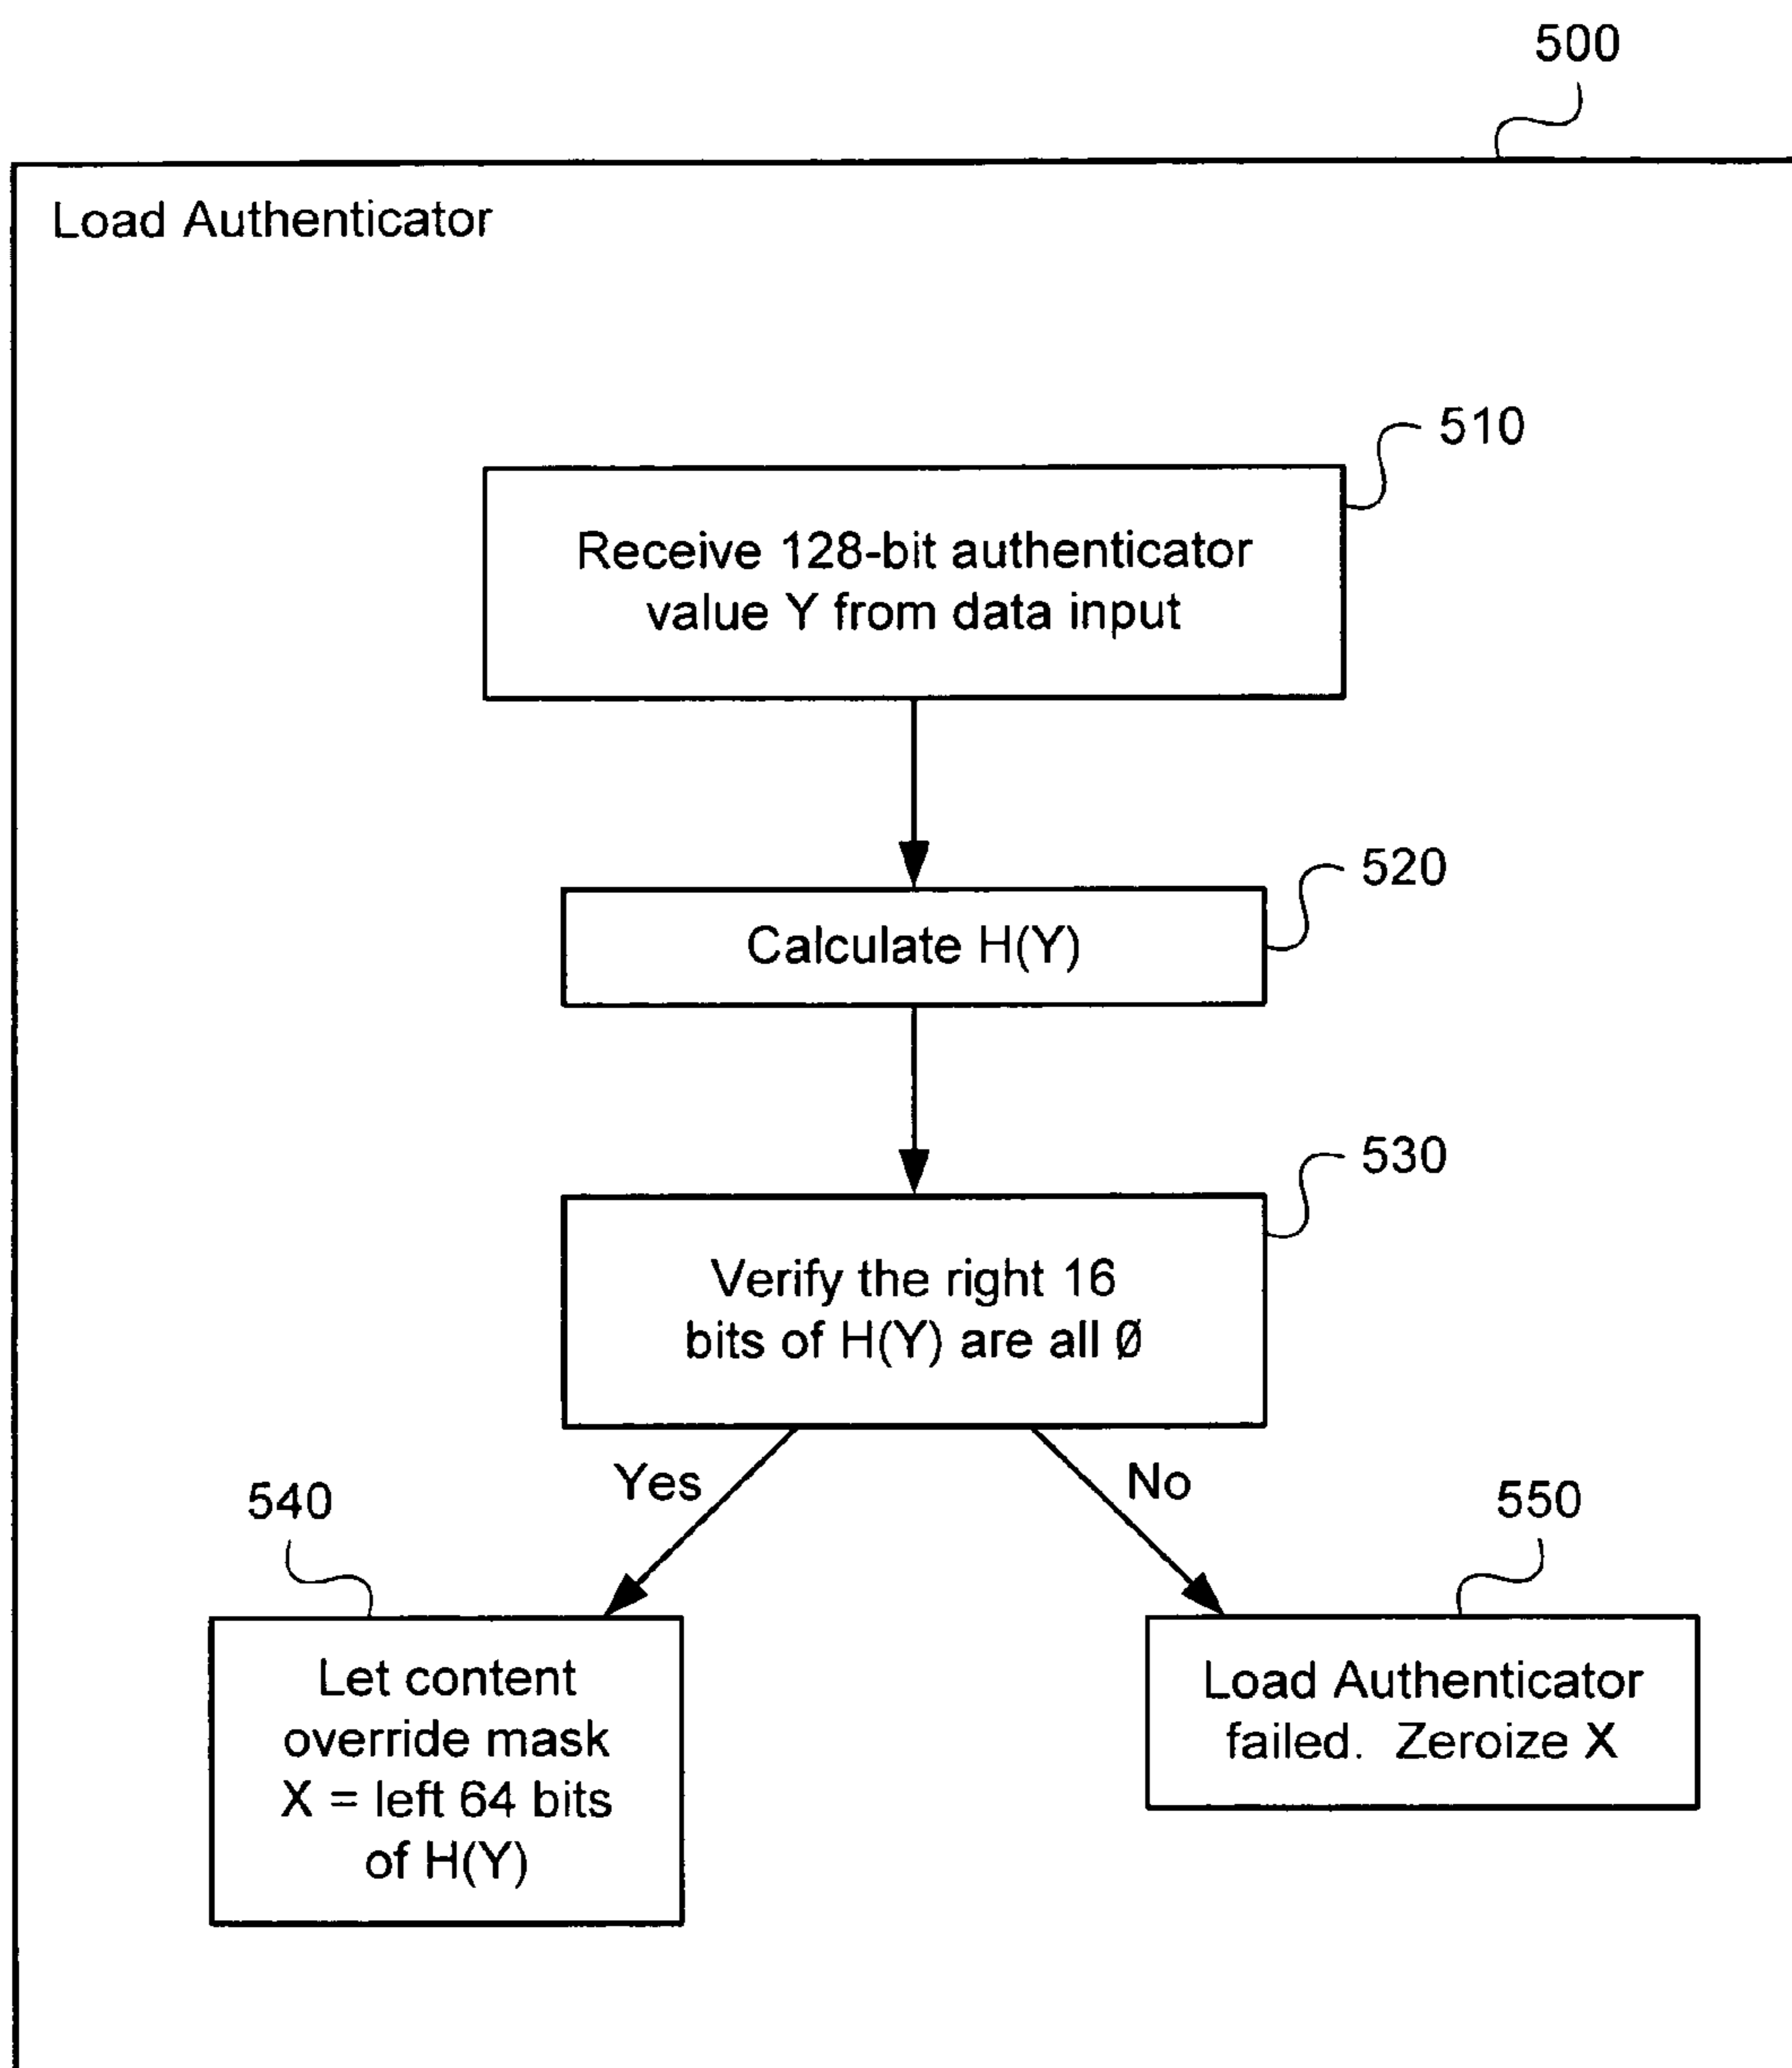 500
Load Authenticator
510
Receive 128-bit authenticator
value Y from data input
520
Calculate H(Y)
530
Verify the right 16
bits of H(Y) are all Ø
Yes
No
540
550
Let content
override mask
X = left 64 bits
of H(Y)
Load Authenticator
failed. Zeroize X